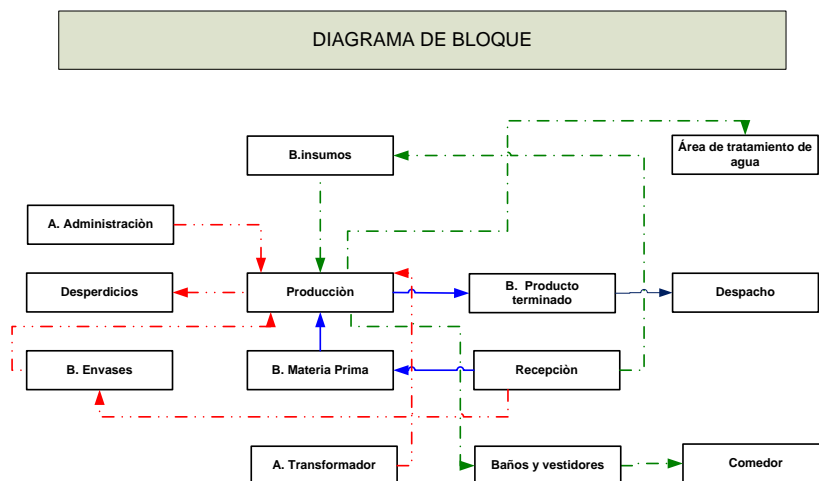 DIAGRAMA DE BLOQUE
Área de tratamiento de
agua
B.insumos
A. Administraciòn
Desperdicios
Producciòn
B. Producto
terminado
Despacho
B. Envases
B. Materia Prima
Recepciòn
A. Transformador
Baños y vestidores
Comedor